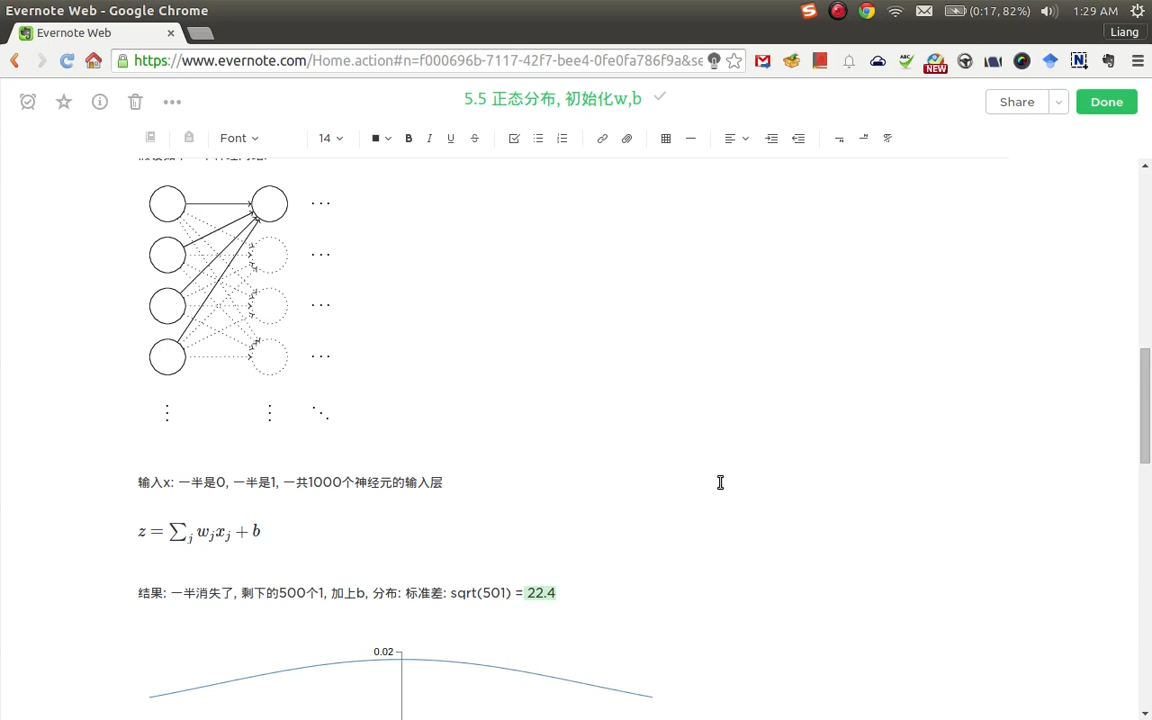 Evernote Web - Google Chrome
(0:17, 82%)
1:29 AM
Evernote Web
Liang
https://www.evernote.com/Home.action#n=f000696b-7117-42f7-bee4-0fe0fa786f9a&se
NEW
5.5 正态分布, 初始化w,b
Share
Done
Font
14
B I U S
...
...
...
...
输入x: 一半是0, 一半是1, 一共1000个神经元的输入层
z = ∑_j w_j x_j + b
结果: 一半消失了, 剩下的500个1, 加上b, 分布: 标准差: sqrt(501) = 22.4
0.02